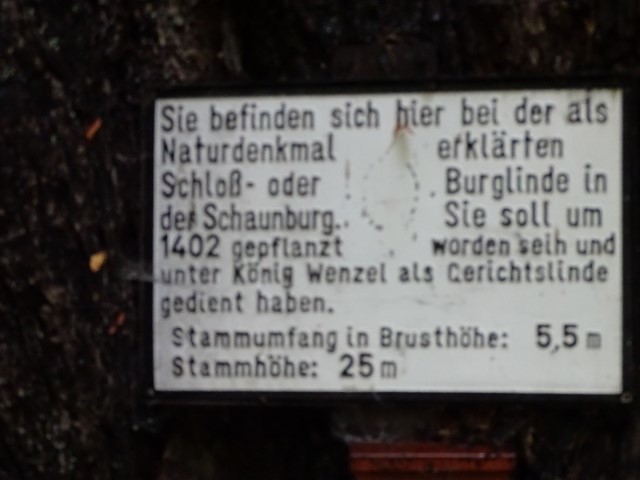 Sie befinden sich hier bei der als
Naturdenkmal erklärten
Schloß- oder Burglinde in
der Schaunburg. Sie soll um
1402 gepflanzt worden sein und
unter König Wenzel als Gerichtslinde
gedient haben.
Stammumfang in Brusthöhe: 5,5 m
Stammhöhe: 25 m